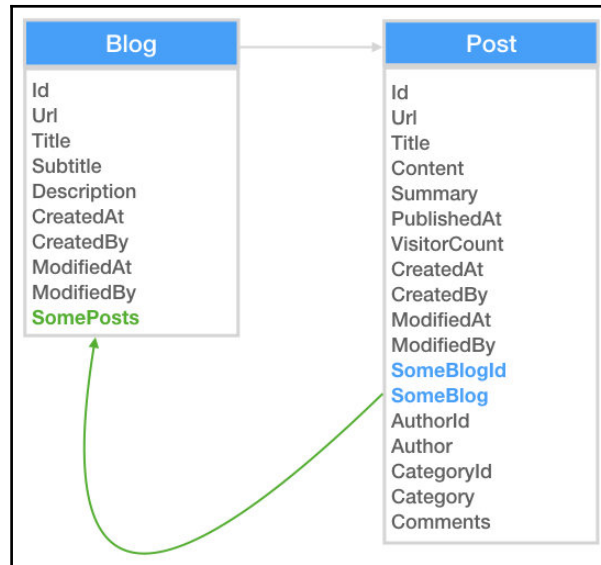 Blog
Id
Url
Title
Subtitle
Description
CreatedAt
CreatedBy
ModifiedAt
ModifiedBy
SomePosts
Post
Id
Url
Title
Content
Summary
PublishedAt
VisitorCount
CreatedAt
CreatedBy
ModifiedAt
ModifiedBy
SomeBlogId
SomeBlog
AuthorId
Author
CategoryId
Category
Comments